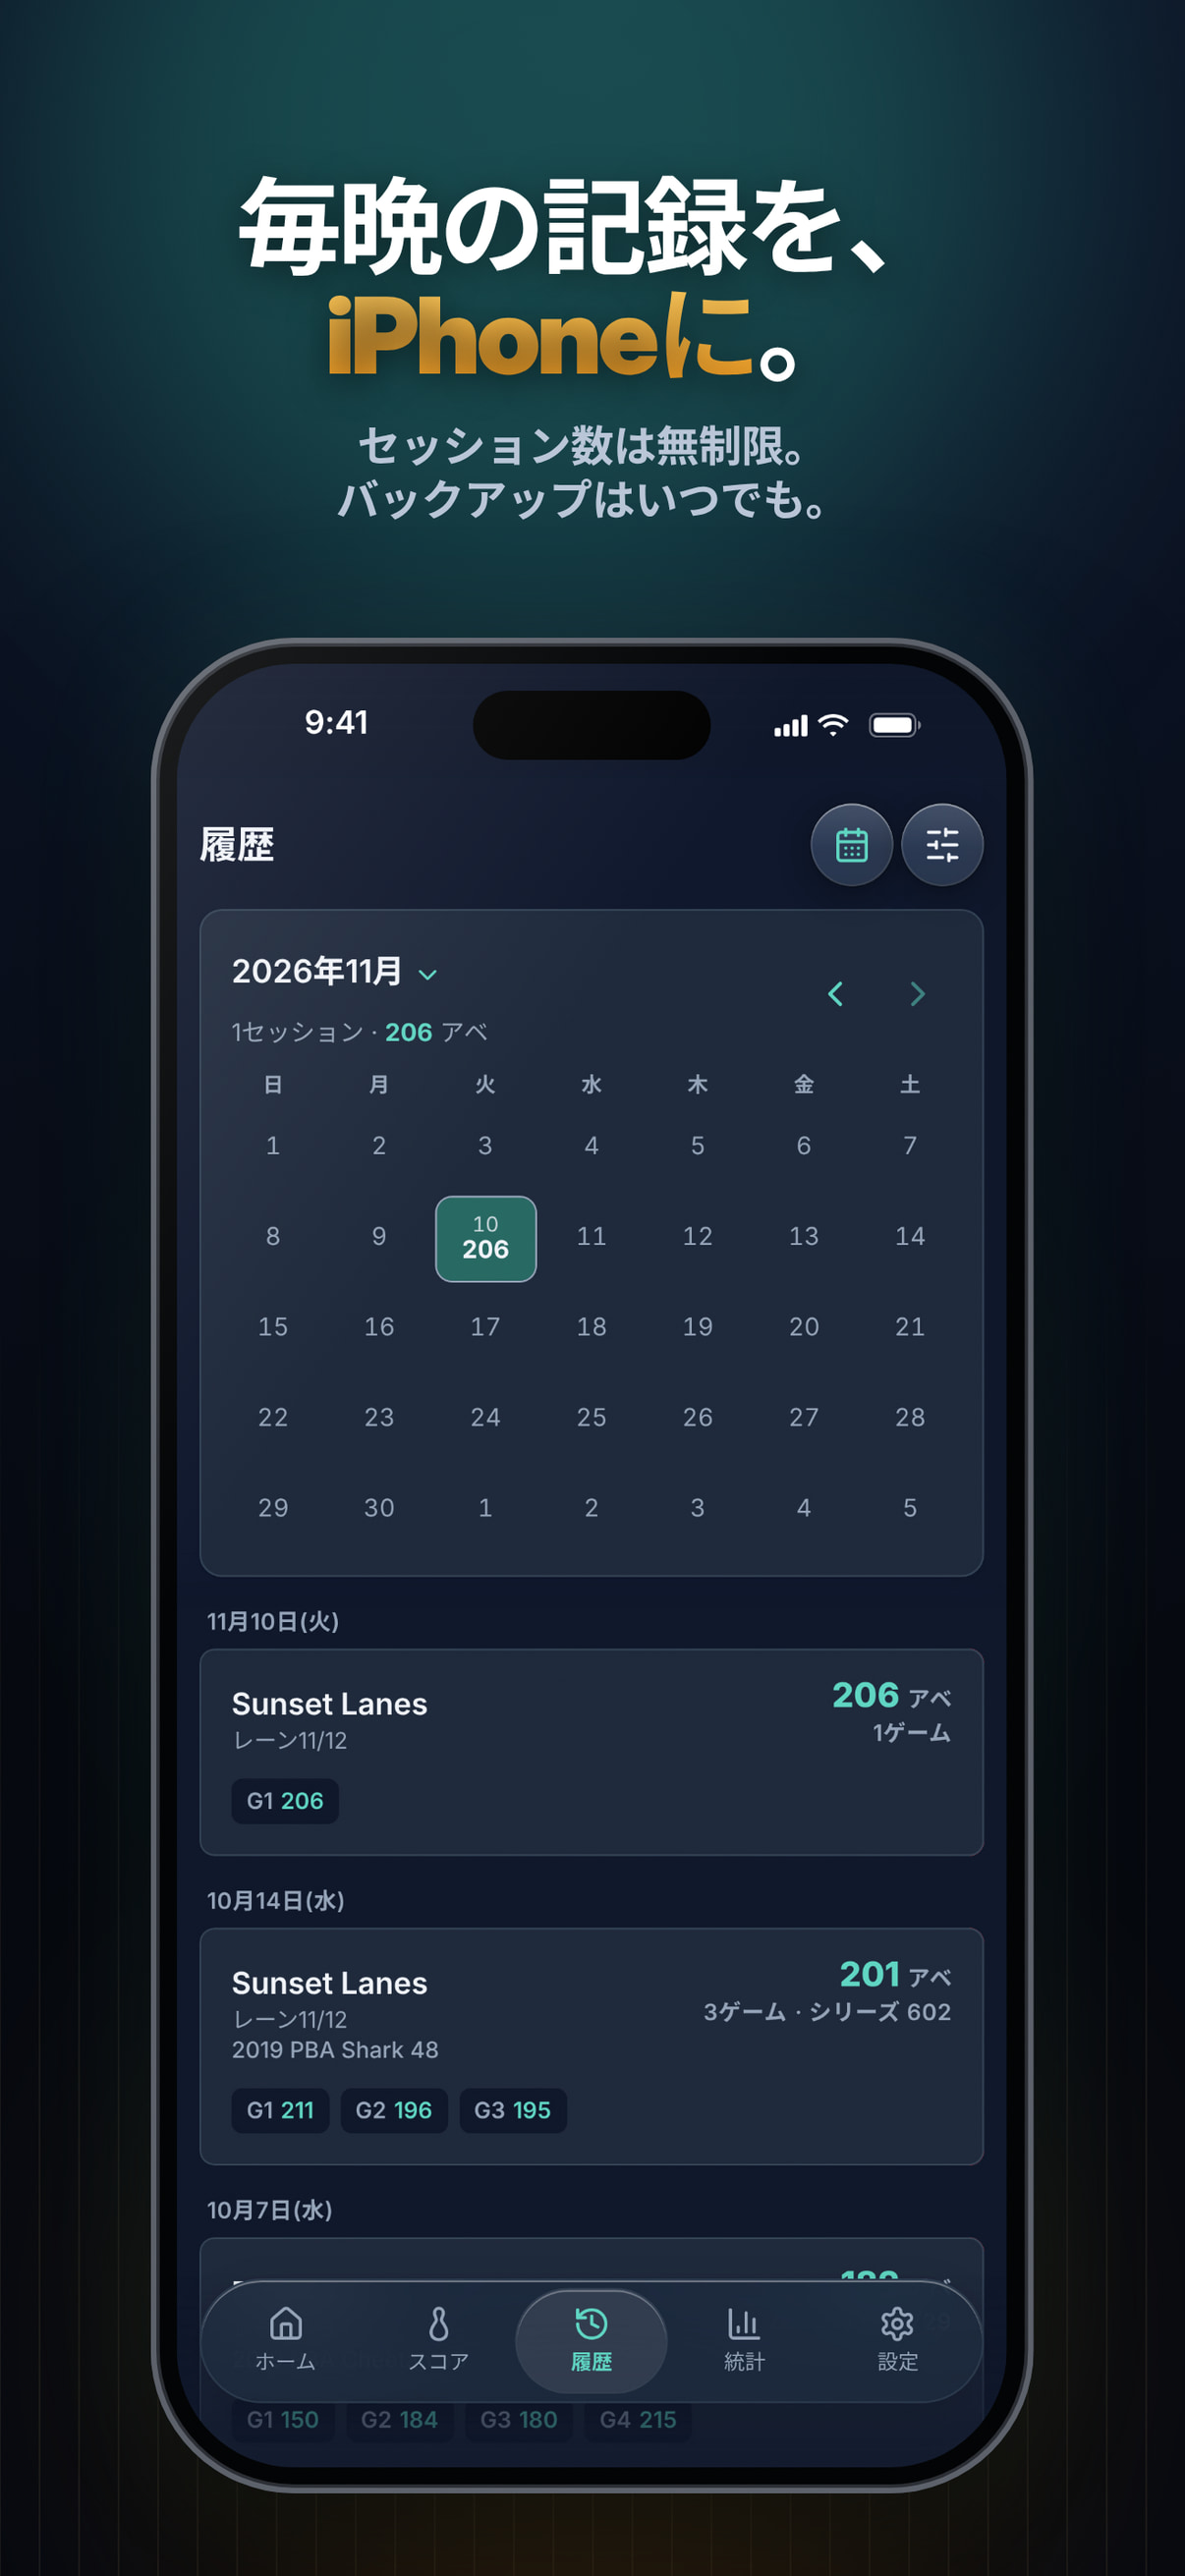 毎晩の記録を、
iPhoneに。
セッション数は無制限。
バックアップはいつでも。
9:41
履歴
2026年11月
1セッション · 206 アベ
日 月 火 水 木 金 土
1 2 3 4 5 6 7
8 9 10 11 12 13 14
206
15 16 17 18 19 20 21
22 23 24 25 26 27 28
29 30 1 2 3 4 5
11月10日(火)
Sunset Lanes
206 アベ
レーン11/12
1ゲーム
G1 206
10月14日(水)
Sunset Lanes
201 アベ
レーン11/12
3ゲーム · シリーズ 602
2019 PBA Shark 48
G1 211 G2 196 G3 195
10月7日(水)
ホーム スコア 履歴 統計 設定
G1 150 G2 184 G3 180 G4 215